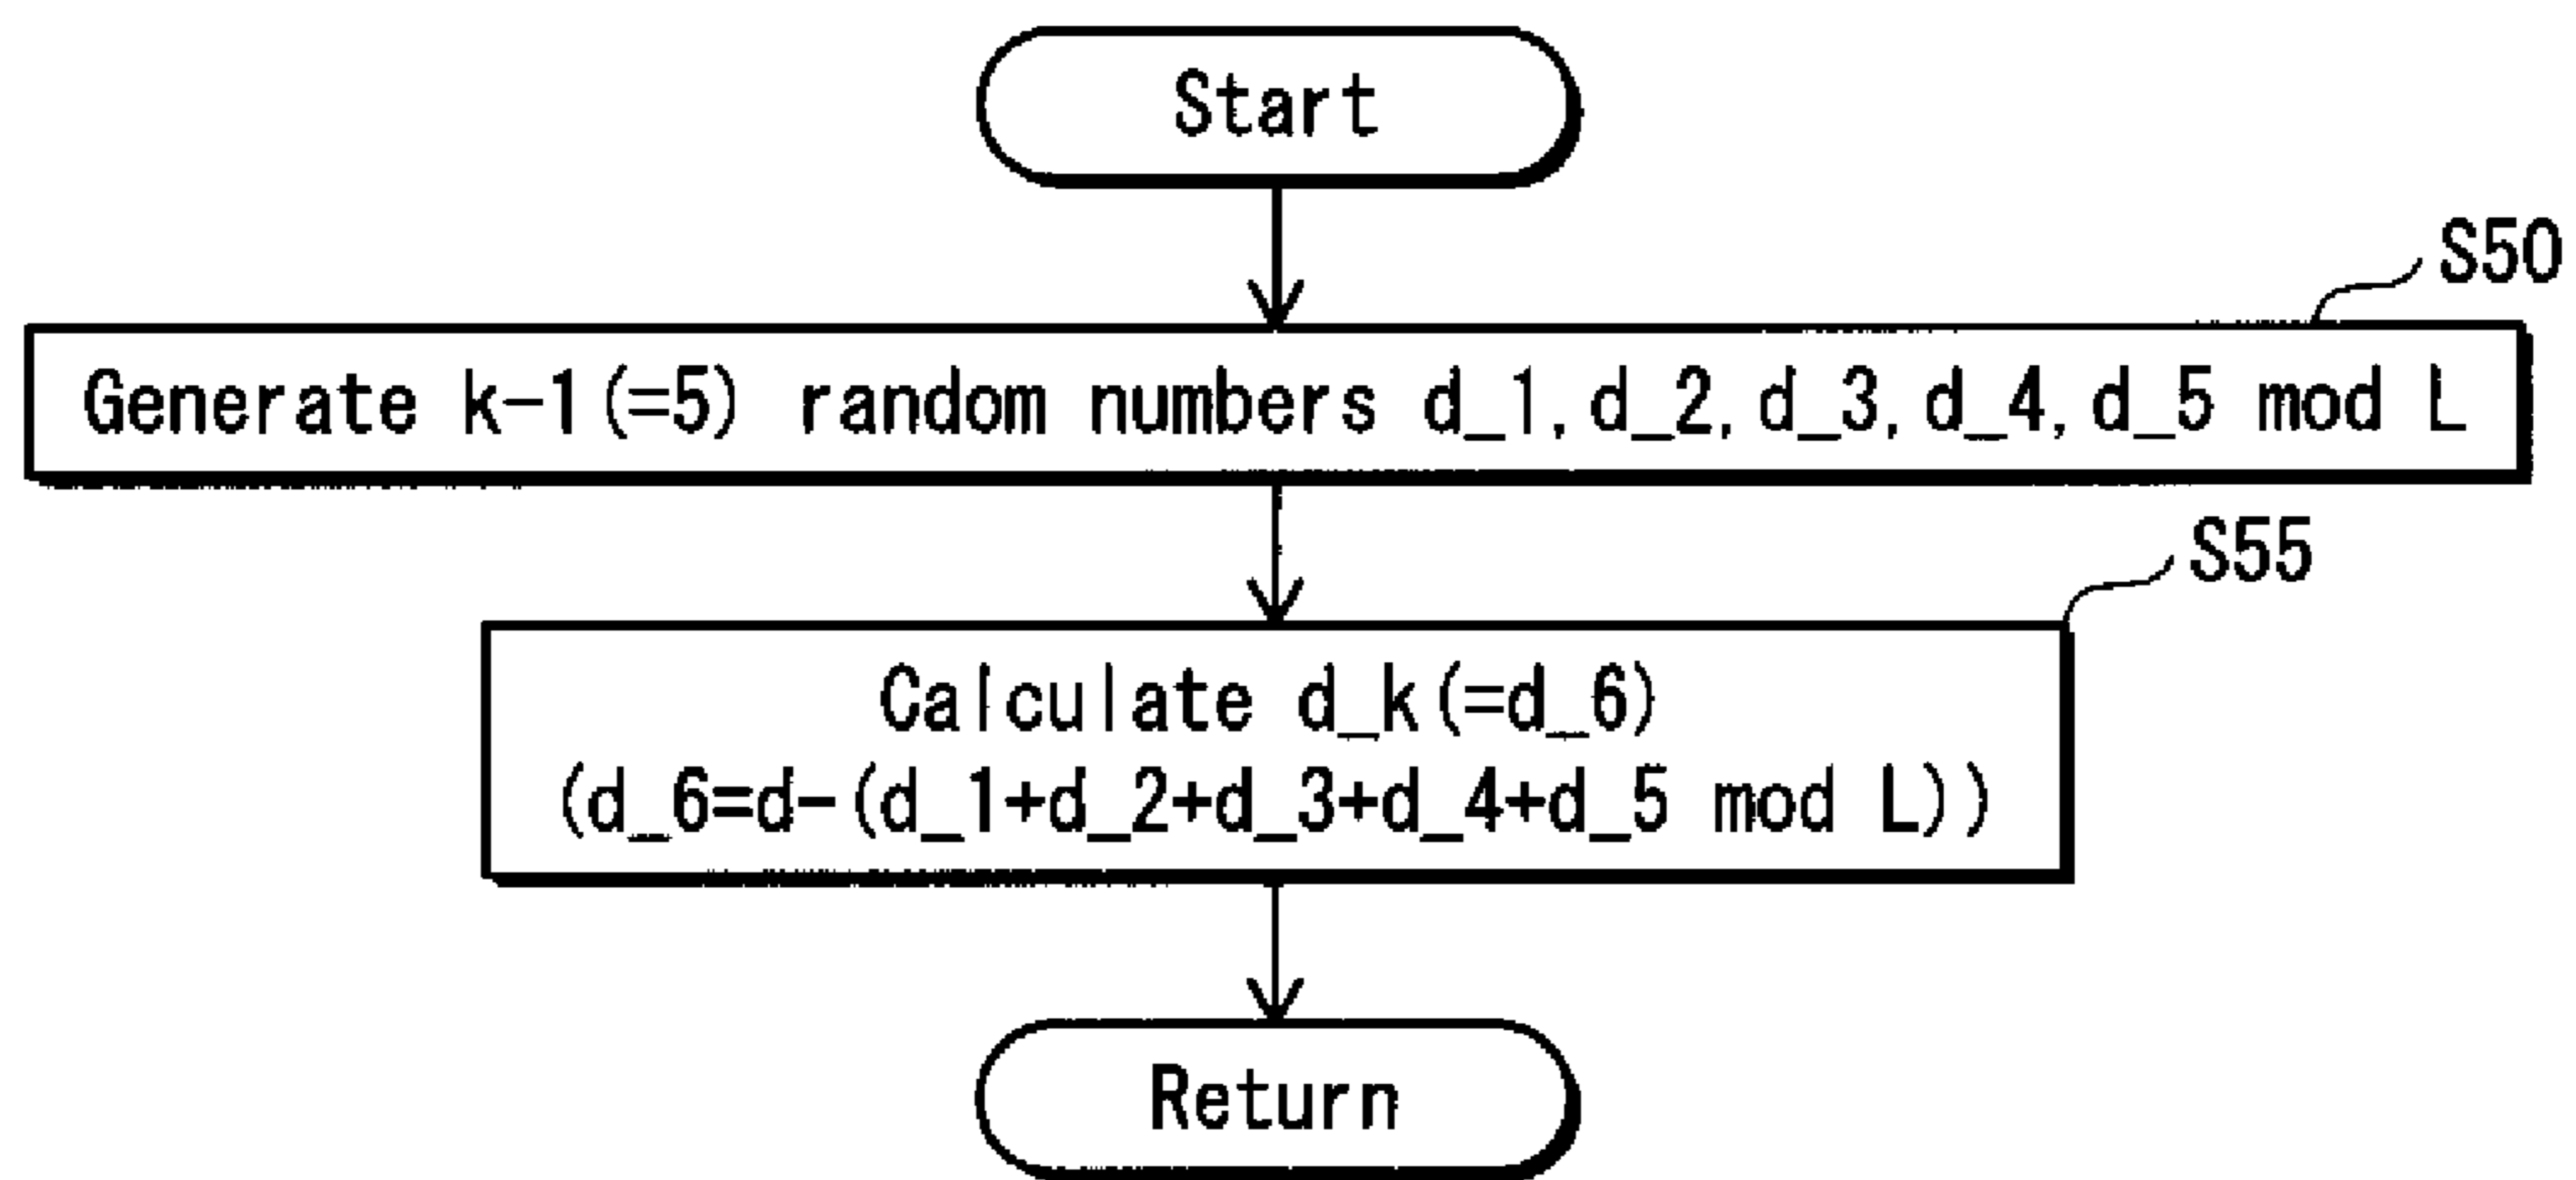 Start
S50
Generate k-1(=5) random numbers d_1,d_2,d_3,d_4,d_5 mod L
S55
Calculate d_k(=d_6)
(d_6=d-(d_1+d_2+d_3+d_4+d_5 mod L))
Return